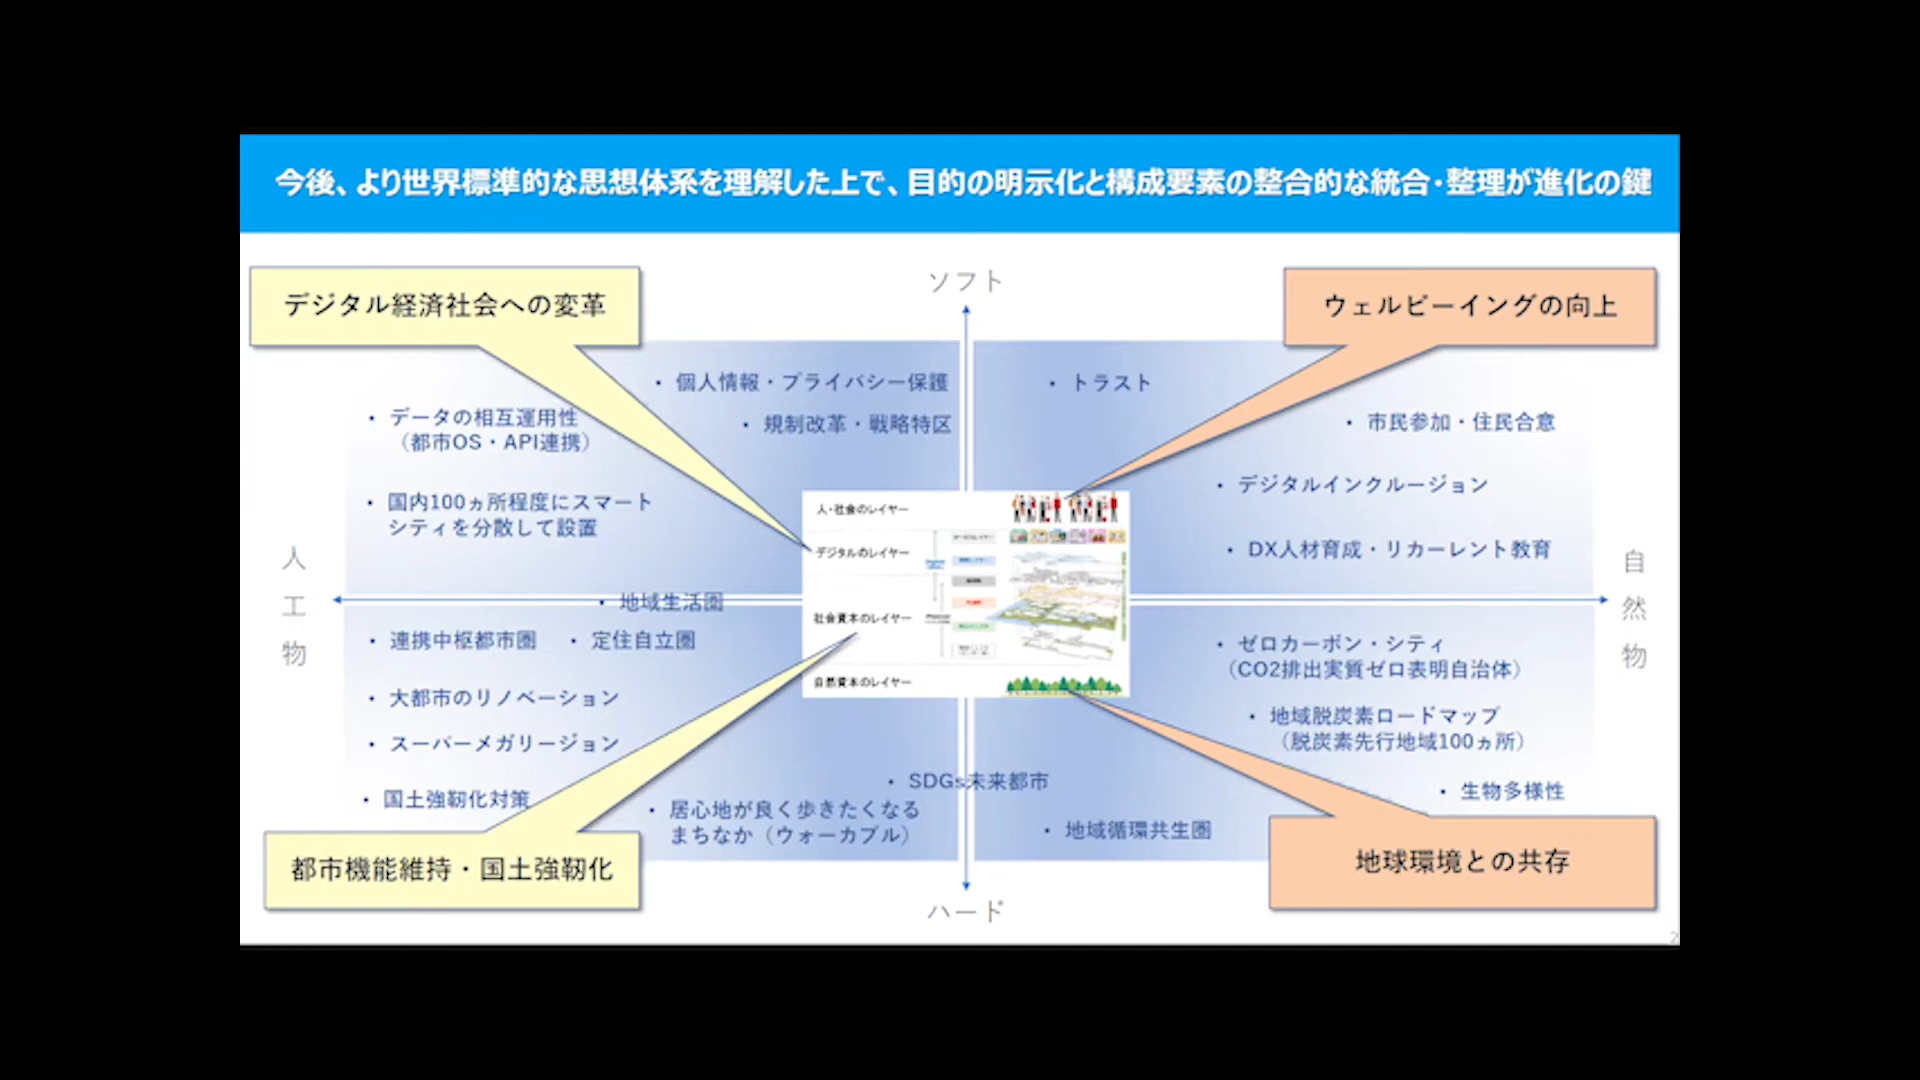 今後、より世界標準的な思想体系を理解した上で、目的の明示化と構成要素の整合的な統合・整理が進化の鍵
ソフト
デジタル経済社会への変革
ウェルビーイングの向上
・個人情報・プライバシー保護
・規制改革・戦略特区
・データの相互運用性
（都市OS・API連携）
・国内100ヵ所程度にスマート
シティを分散して設置
・トラスト
・市民参加・住民合意
・デジタルインクルージョン
・DX人材育成・リカーレント教育
人・社会のレイヤー
デジタルのレイヤー
社会資本のレイヤー
自然資本のレイヤー
人工物
自然物
・地域生活圏
・連携中枢都市圏
・定住自立圏
・大都市のリノベーション
・スーパーメガリージョン
・国土強靭化対策
・居心地が良く歩きたくなる
まちなか（ウォーカブル）
・SDGs未来都市
・地域循環共生圏
・ゼロカーボン・シティ
（CO2排出実質ゼロ表明自治体）
・地域脱炭素ロードマップ
（脱炭素先行地域100ヵ所）
・生物多様性
都市機能維持・国土強靭化
地球環境との共存
ハード
2